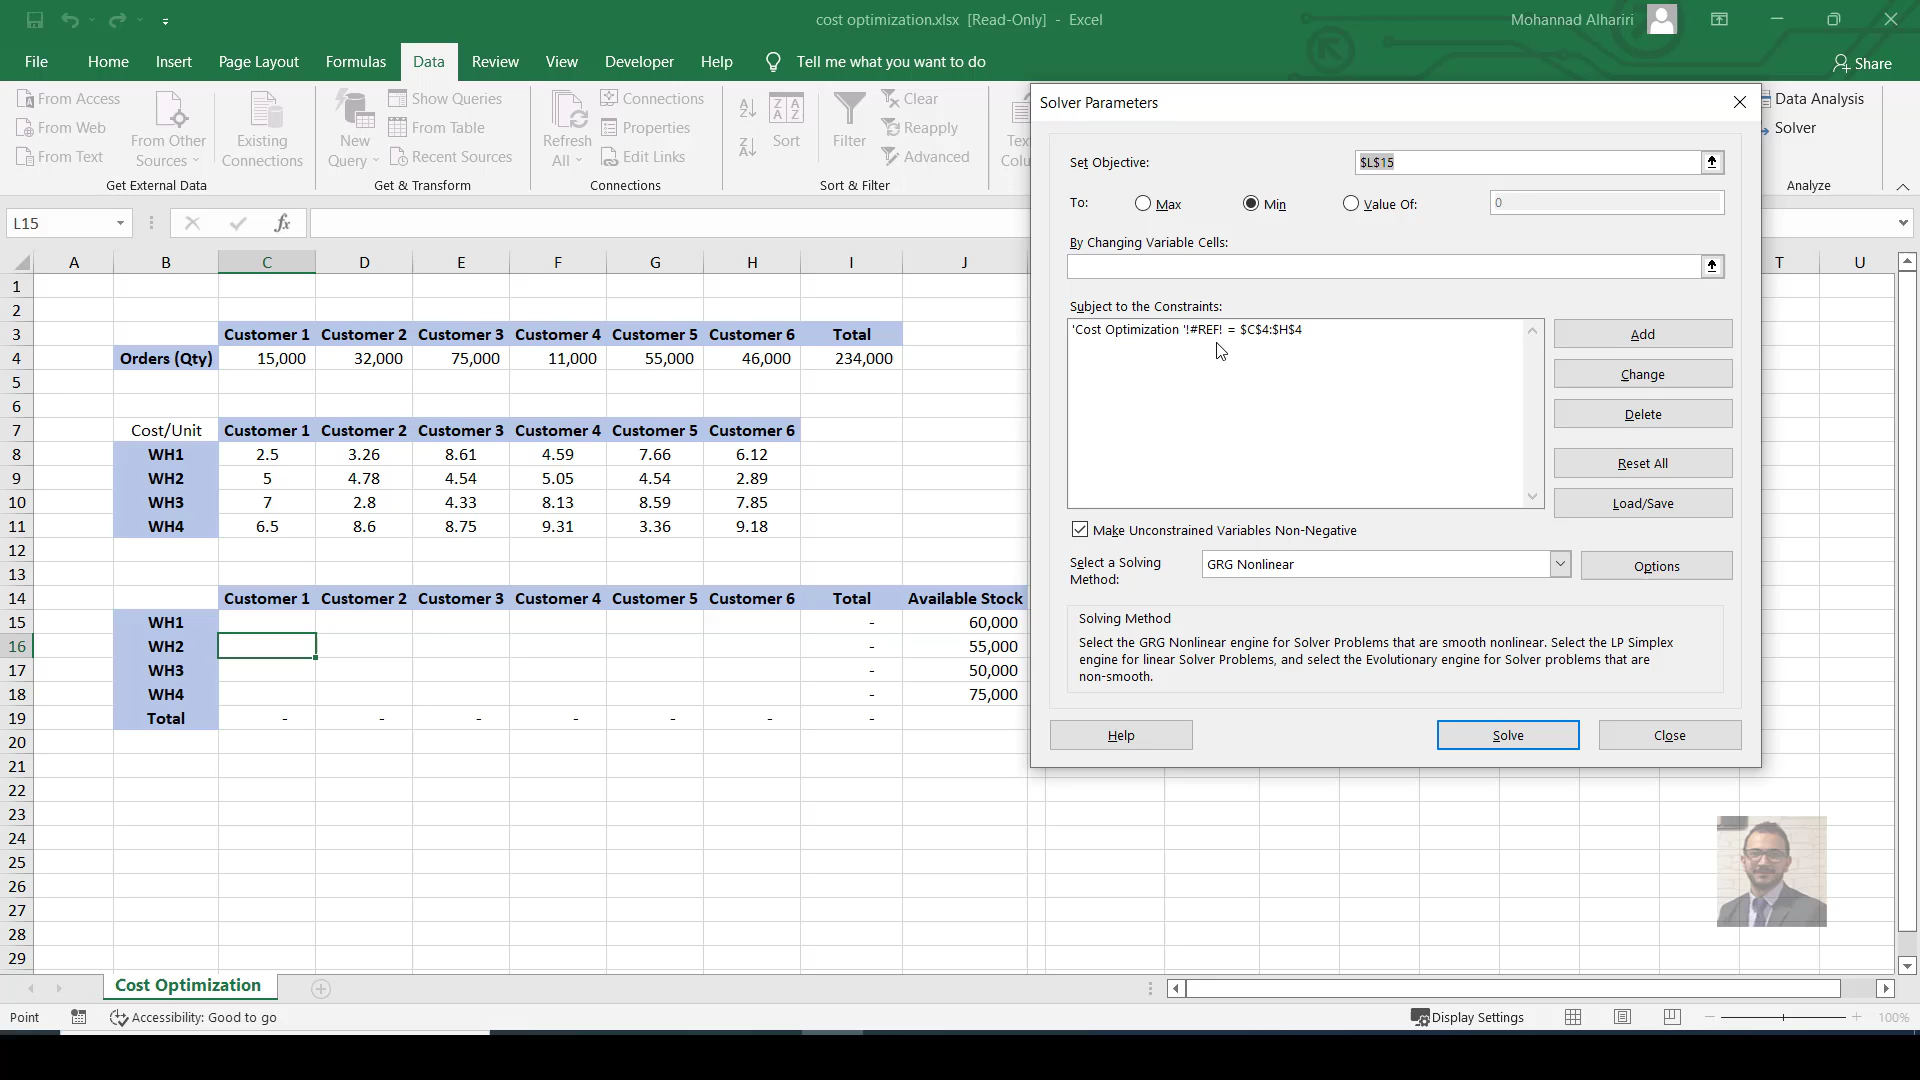 cost optimization.xlsx [Read-Only] - Excel
Mohannad Alhariri
File Home Insert Page Layout Formulas Data Review View Developer Help Tell me what you want to do
Share
From Access
From Web
From Text
From Other Sources
Existing Connections
Get External Data
New Query
Show Queries
From Table
Recent Sources
Get & Transform
Refresh All
Connections
Properties
Edit Links
Connections
Sort
Filter
Clear
Reapply
Advanced
Sort & Filter
Data Analysis
Solver
Analyze
L15
fx
A B C D E F G H I J T U
1
2
3 Customer 1 Customer 2 Customer 3 Customer 4 Customer 5 Customer 6 Total
4 Orders (Qty) 15,000 32,000 75,000 11,000 55,000 46,000 234,000
5
6
7 Cost/Unit Customer 1 Customer 2 Customer 3 Customer 4 Customer 5 Customer 6
8 WH1 2.5 3.26 8.61 4.59 7.66 6.12
9 WH2 5 4.78 4.54 5.05 4.54 2.89
10 WH3 7 2.8 4.33 8.13 8.59 7.85
11 WH4 6.5 8.6 8.75 9.31 3.36 9.18
12
13
14 Customer 1 Customer 2 Customer 3 Customer 4 Customer 5 Customer 6 Total Available Stock
15 WH1 - 60,000
16 WH2 - 55,000
17 WH3 - 50,000
18 WH4 - 75,000
19 Total - - - - - - -
20
21
22
23
24
25
26
27
28
29
Solver Parameters
Set Objective: $L$15
To: Max Min Value Of: 0
By Changing Variable Cells:
Subject to the Constraints:
'Cost Optimization '!#REF! = $C$4:$H$4
Add
Change
Delete
Reset All
Load/Save
Make Unconstrained Variables Non-Negative
Select a Solving Method: GRG Nonlinear
Options
Solving Method
Select the GRG Nonlinear engine for Solver Problems that are smooth nonlinear. Select the LP Simplex
engine for linear Solver Problems, and select the Evolutionary engine for Solver problems that are
non-smooth.
Help Solve Close
Cost Optimization
Point
Accessibility: Good to go
Display Settings
100%